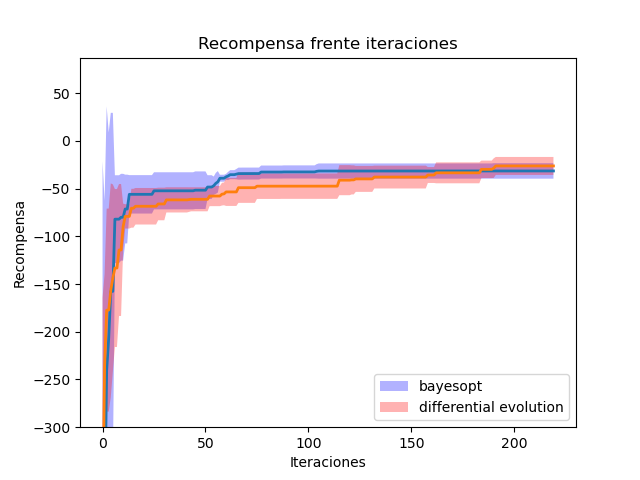 Recompensa frente iteraciones
50
0
−50
−100
−150
−200
−250
−300
Recompensa
0
50
100
150
200
Iteraciones
bayesopt
differential evolution